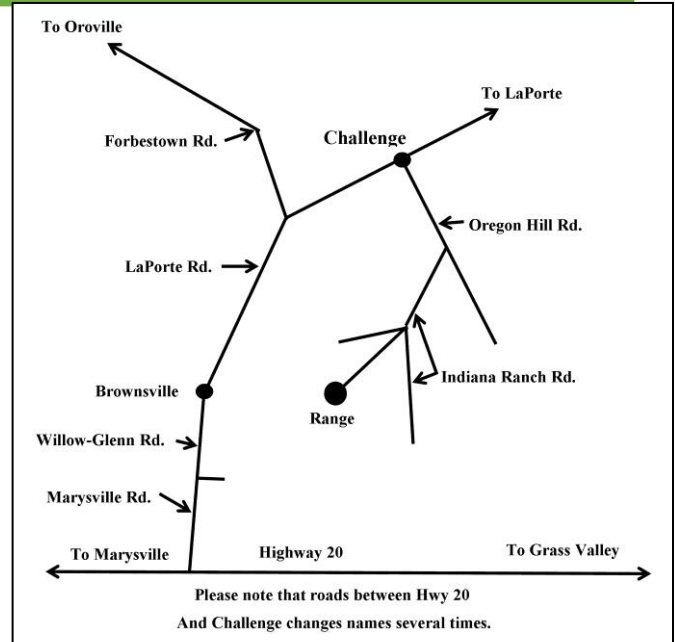 To Oroville
To LaPorte
Forbestown Rd.
Challenge
Oregon Hill Rd.
LaPorte Rd.
Indiana Ranch Rd.
Brownsville
Range
Willow-Glenn Rd.
Marysville Rd.
To Marysville
Highway 20
To Grass Valley
Please note that roads between Hwy 20
And Challenge changes names several times.